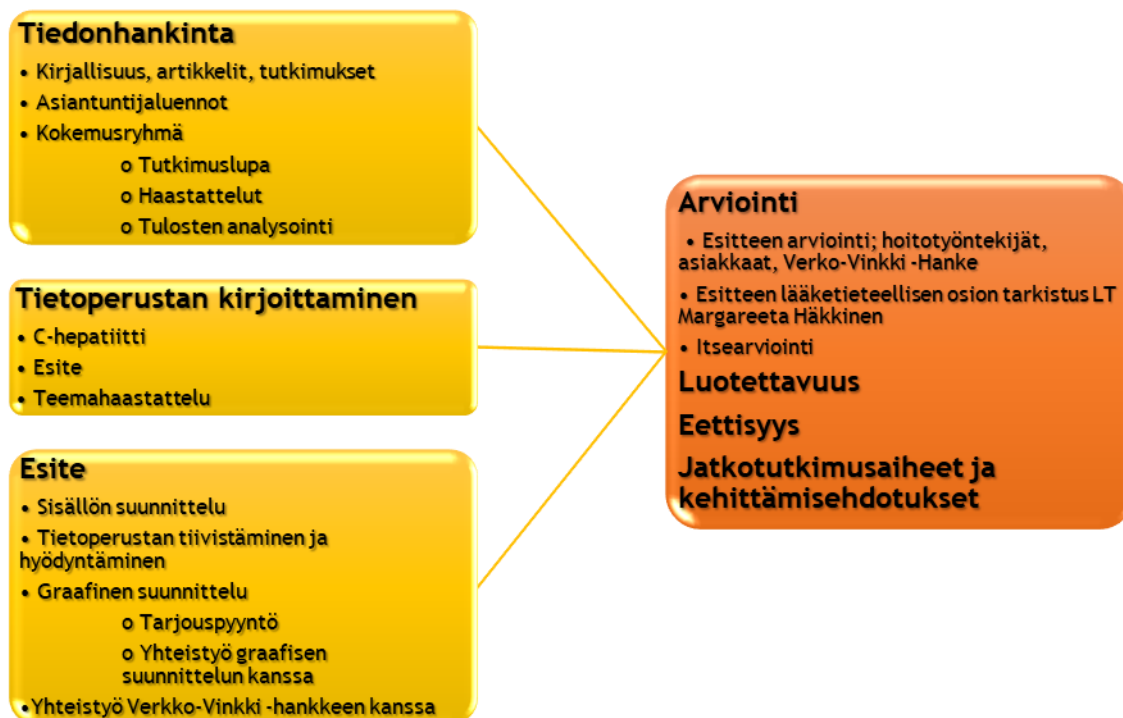 Tiedonhankinta
• Kirjallisuus, artikkelit, tutkimukset
• Asiantuntijaluennot
• Kokemusryhmä
o Tutkimuslupa
o Haastattelut
o Tulosten analysointi
Tietoperustan kirjoittaminen
• C-hepatiitti
• Esite
• Teemahaastattelu
Esite
• Sisällön suunnittelu
• Tietoperustan tiivistäminen ja
hyödyntäminen
• Graafinen suunnittelu
o Tarjouspyyntö
o Yhteistyö graafisen
suunnittelun kanssa
•Yhteistyö Verkko-Vinkki -hankkeen kanssa
Arviointi
• Esitteen arviointi; hoitotyöntekijät,
asiakkaat, Verko-Vinkki -Hanke
• Esitteen lääketieteellisen osion tarkistus LT
Margareeta Häkkinen
• Itsearviointi
Luotettavuus
Eettisyys
Jatkotutkimusaiheet ja
kehittämisehdotukset